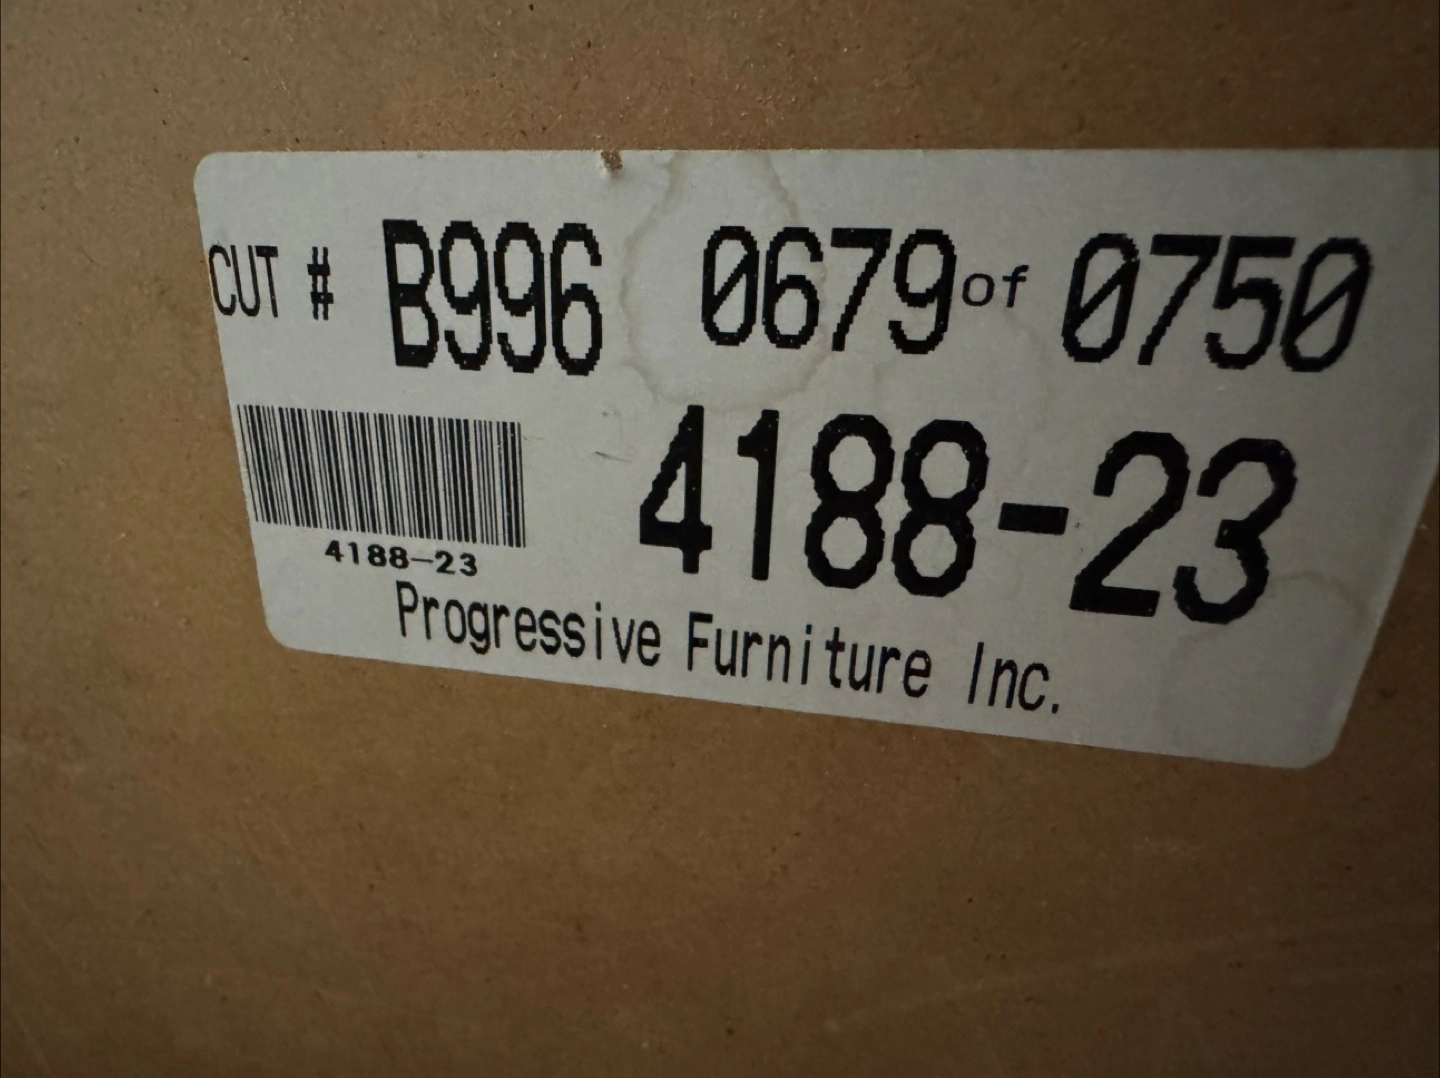 CUT # B996 0679 of 0750
4188-23
4188-23
Progressive Furniture Inc.